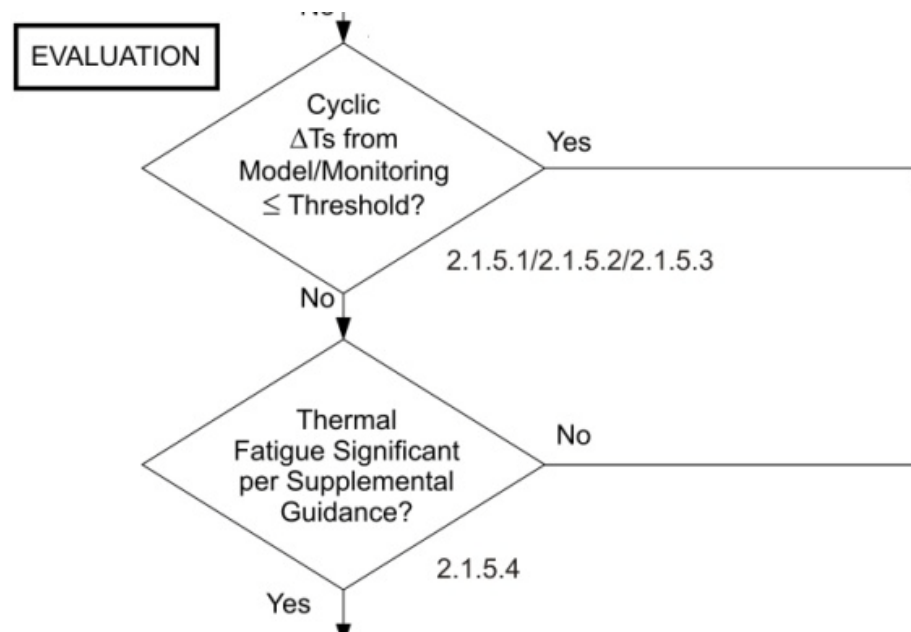 No
EVALUATION
Cyclic
ΔTs from
Model/Monitoring
≤ Threshold?
Yes
2.1.5.1/2.1.5.2/2.1.5.3
No
Thermal
Fatigue Significant
per Supplemental
Guidance?
No
2.1.5.4
Yes